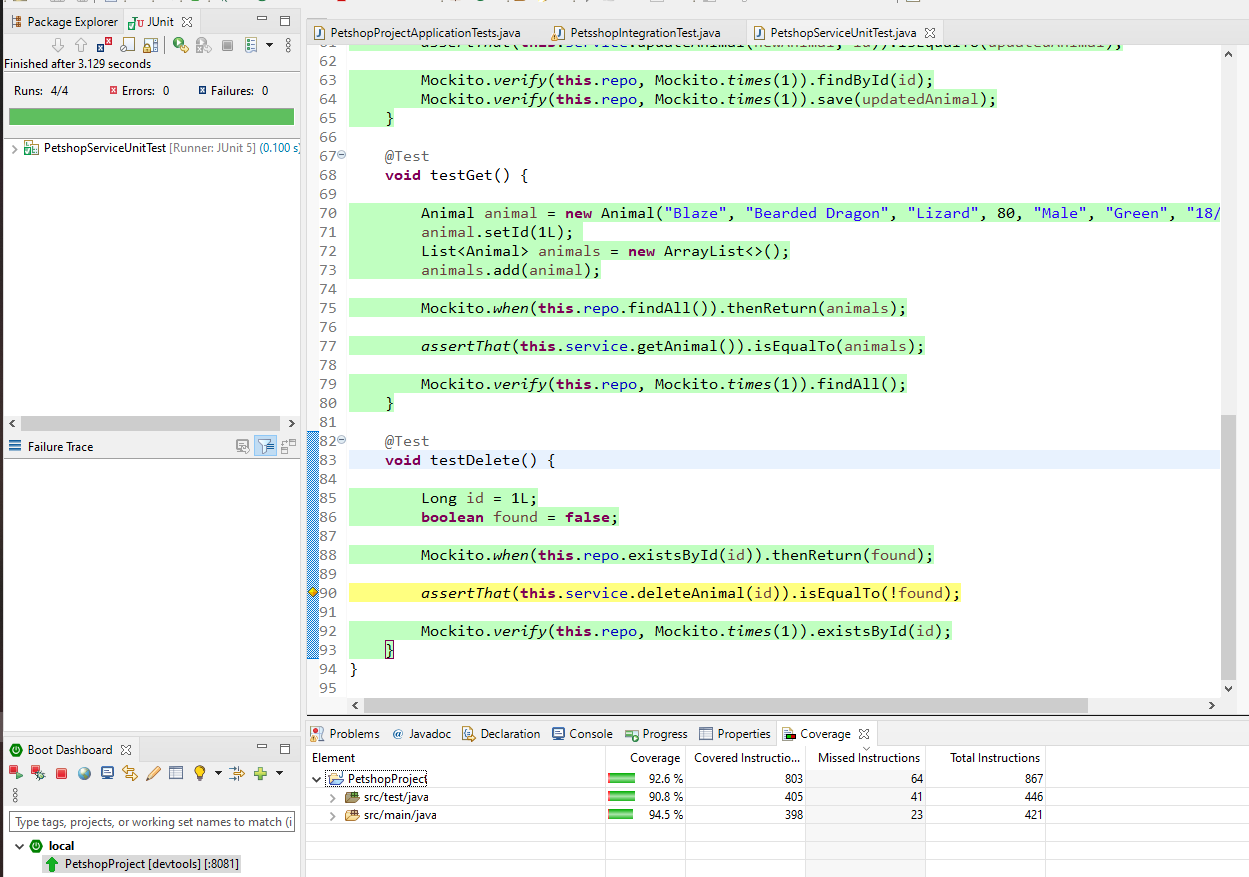 Package Explorer JUnit
Finished after 3.129 seconds
Runs: 4/4 Errors: 0 Failures: 0
PetshopServiceUnitTest [Runner: JUnit 5] (0.100 s)
Failure Trace
Boot Dashboard
Type tags, projects, or working set names to match (i
local
PetshopProject [devtools] [:8081]
PetshopProjectApplicationTests.java PetsshopIntegrationTest.java PetshopServiceUnitTest.java
61 assertThat(this.service.updateAnimal(newAnimal, id)).isEqualTo(updatedAnimal);
62
63 Mockito.verify(this.repo, Mockito.times(1)).findById(id);
64 Mockito.verify(this.repo, Mockito.times(1)).save(updatedAnimal);
65 }
66
67 @Test
68 void testGet() {
69
70 Animal animal = new Animal("Blaze", "Bearded Dragon", "Lizard", 80, "Male", "Green", "18/
71 animal.setId(1L);
72 List<Animal> animals = new ArrayList<>();
73 animals.add(animal);
74
75 Mockito.when(this.repo.findAll()).thenReturn(animals);
76
77 assertThat(this.service.getAnimal()).isEqualTo(animals);
78
79 Mockito.verify(this.repo, Mockito.times(1)).findAll();
80 }
81
82 @Test
83 void testDelete() {
84
85 Long id = 1L;
86 boolean found = false;
87
88 Mockito.when(this.repo.existsById(id)).thenReturn(found);
89
90 assertThat(this.service.deleteAnimal(id)).isEqualTo(!found);
91
92 Mockito.verify(this.repo, Mockito.times(1)).existsById(id);
93 }
94 }
95
Problems @ Javadoc Declaration Console Progress Properties Coverage
Element Coverage Covered Instructio... Missed Instructions Total Instructions
PetshopProject 92.6 % 803 64 867
src/test/java 90.8 % 405 41 446
src/main/java 94.5 % 398 23 421